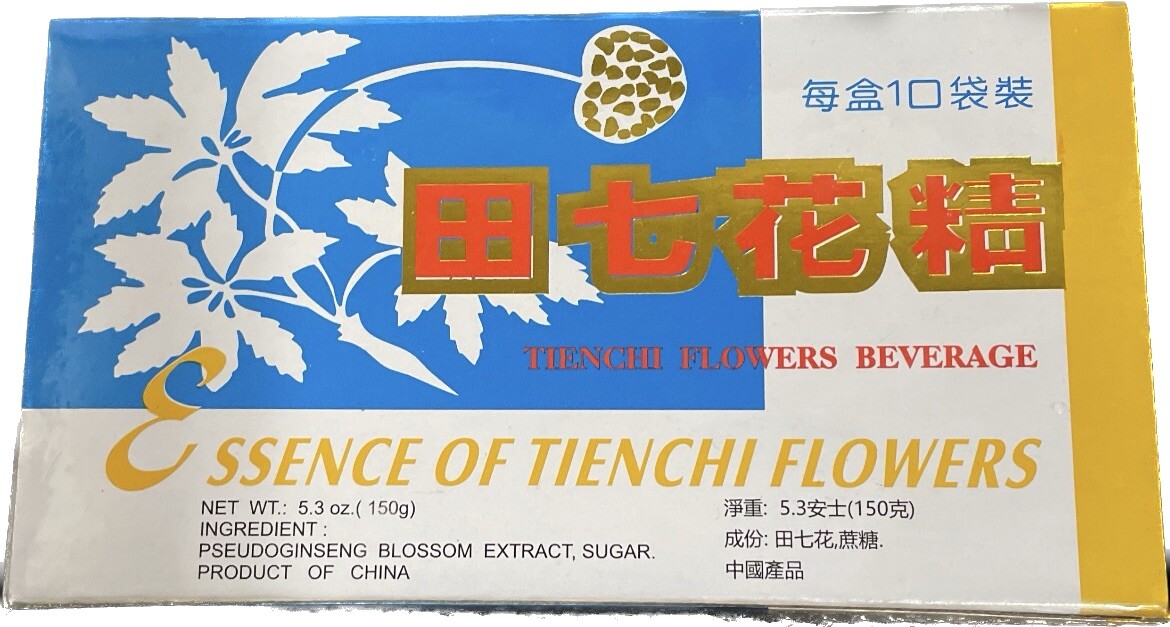 每盒10袋裝
田七花精
TIENCHI FLOWERS BEVERAGE
ESSENCE OF TIENCHI FLOWERS
NET WT.: 5.3 oz.( 150g)
INGREDIENT :
PSEUDOGINSENG BLOSSOM EXTRACT, SUGAR.
PRODUCT OF CHINA
淨重: 5.3安士(150克)
成份: 田七花,蔗糖.
中國產品